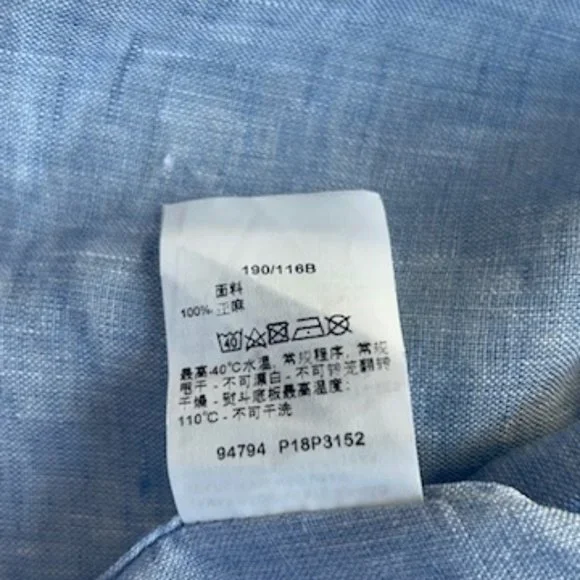 190/116B
面料
100% 亚麻
40
最高40℃水温, 常规程序, 常规
甩干 - 不可漂白 - 不可转笼翻转
干燥 - 熨斗底板最高温度:
110℃ - 不可干洗
94794 P18P3152